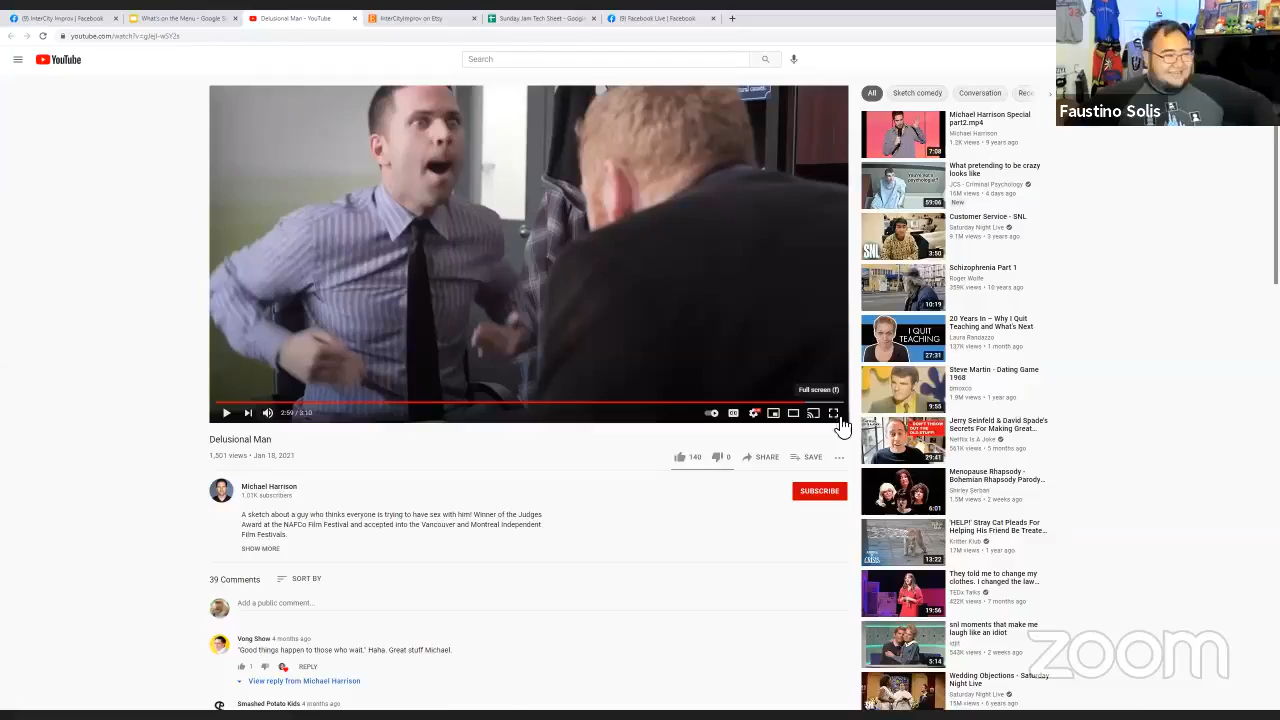 (9) InterCity Improv | Facebook
What's on the Menu - Google S
Delusional Man - YouTube
InterCityImprov on Etsy
Sunday Jam Tech Sheet - Google
(9) Facebook Live | Facebook
YouTube
Search
Faustino Solis
All
Sketch comedy
Conversation
Rece
Michael Harrison Special
part2.mp4
Michael Harrison
1.2K views • 9 years ago
7:08
What pretending to be crazy
looks like
JCS - Criminal Psychology
16M views • 4 days ago
New
59:06
Customer Service - SNL
Saturday Night Live
9.1M views • 3 years ago
SNL
3:50
Schizophrenia Part 1
Roger Wolfe
359K views • 10 years ago
10:19
20 Years In – Why I Quit
Teaching and What's Next
Laura Randazzo
137K views • 1 month ago
I QUIT
TEACHING
27:31
Steve Martin - Dating Game
1968
tomoxco
1.9M views • 1 year ago
9:55
Jerry Seinfeld & David Spade's
Secrets For Making Great...
Netflix Is A Joke
561K views • 5 months ago
29:41
Menopause Rhapsody -
Bohemian Rhapsody Parody...
Shirley Serban
1.5M views • 2 weeks ago
6:01
'HELP!' Stray Cat Pleads For
Helping His Friend Be Treate...
Kritter Klub
17M views • 1 year ago
13:22
They told me to change my
clothes. I changed the law...
TEDx Talks
422K views • 7 months ago
19:56
snl moments that make me
laugh like an idiot
543K views • 2 weeks ago
5:14
Wedding Objections - Saturday
Night Live
Saturday Night Live
15M views • 6 years ago
Full screen (f)
2:59 / 3:10
Delusional Man
1,501 views • Jan 18, 2021
140
0
SHARE
SAVE
Michael Harrison
1.01K subscribers
SUBSCRIBE
A sketch about a guy who thinks everyone is trying to have sex with him! Winner of the Judges
Award at the NAFCo Film Festival and accepted into the Vancouver and Montreal Independent
Film Festivals.
SHOW MORE
39 Comments
SORT BY
Add a public comment...
Vong Show 4 months ago
"Good things happen to those who wait." Haha. Great stuff Michael.
1
REPLY
View reply from Michael Harrison
Smashed Potato Kids 4 months ago
zoom